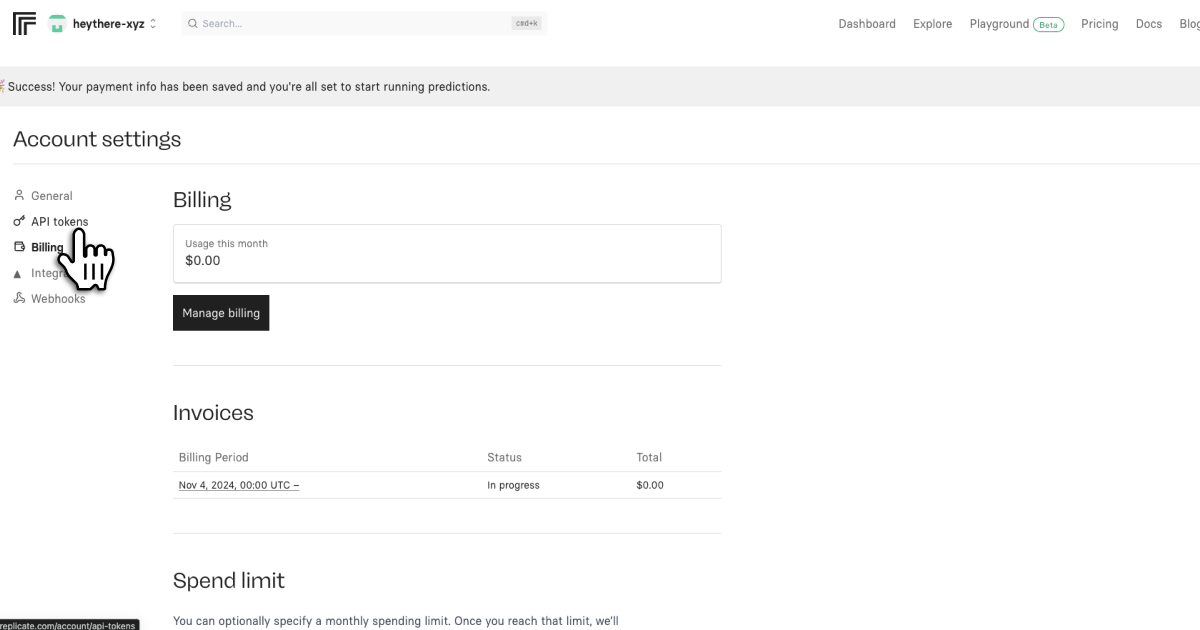 heythere-xyz
Search...
cmd+k
Dashboard
Explore
Playground
Beta
Pricing
Docs
Success! Your payment info has been saved and you're all set to start running predictions.
Account settings
General
API tokens
Billing
Webhooks
Billing
Usage this month
$0.00
Manage billing
Invoices
Billing Period Status Total
Nov 4, 2024, 00:00 UTC – In progress $0.00
Spend limit
You can optionally specify a monthly spending limit. Once you reach that limit, we'll
replicate.com/account/api-tokens